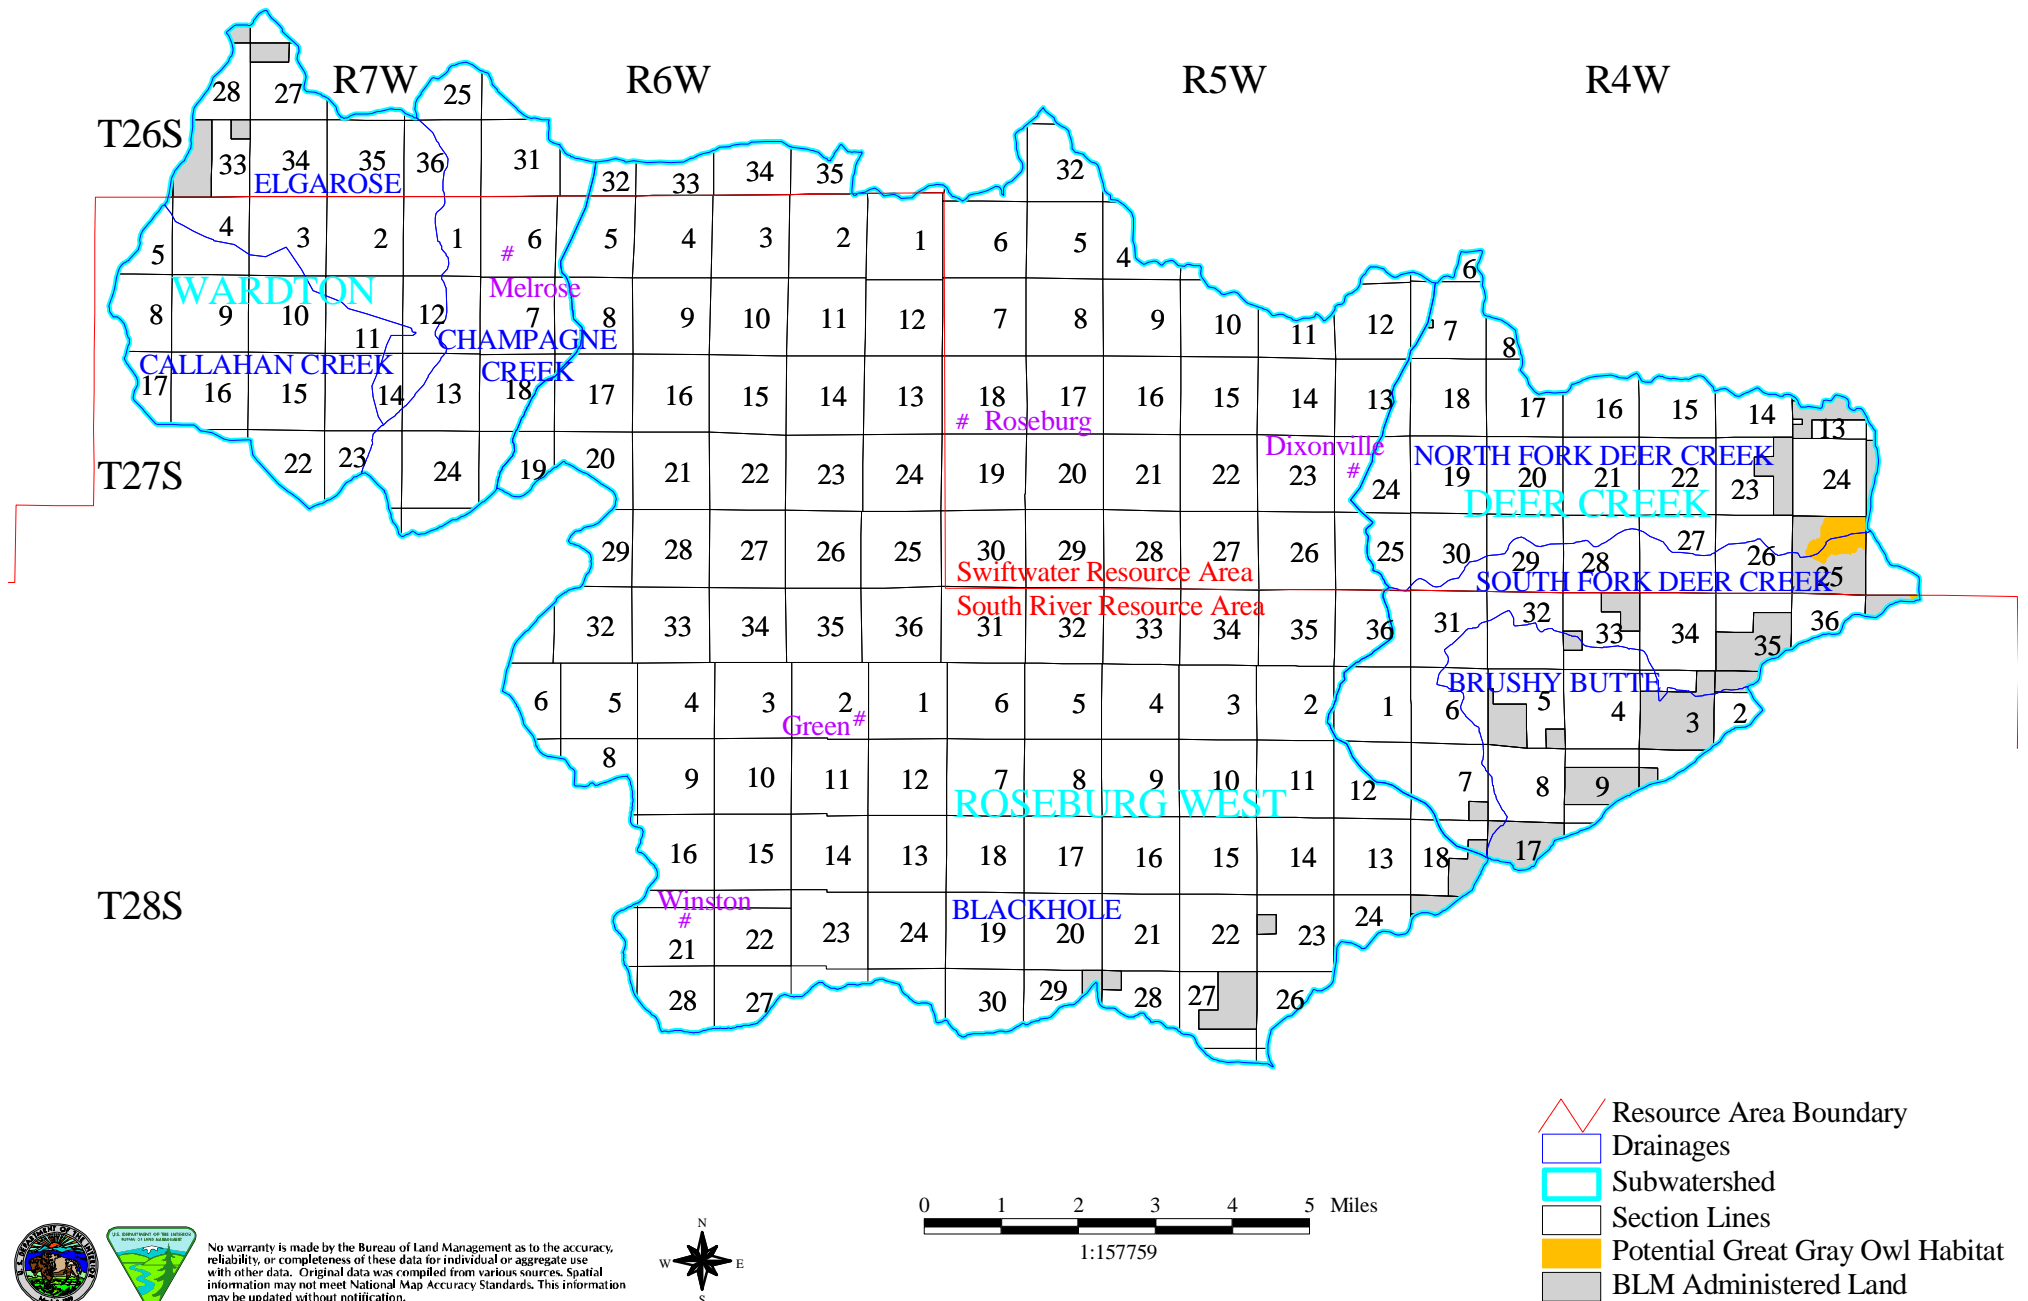 R7W R6W R5W R4W
28 27 25
T26S
33 34 35 36 31 32 33 34 35 32
ELGAROSE
5 4 3 2 1 6 5 4 3 2 1 6 5 4 6
#
Melrose
WARDTON
8 9 10 11 12 7 8 9 10 11 12 7 8 9 10 11 12 7 8
CHAMPAGNE
CREEK
CALLAHAN CREEK
17 16 15 14 13 18 17 16 15 14 13 18 17 16 15 14 13 18 17 16 15 14 13
# Roseburg
Dixonville
#
NORTH FORK DEER CREEK
T27S
22 23 24 19 20 21 22 23 24 19 20 21 22 23 24 19 20 21 22 23 24
DEER CREEK
29 28 27 26 25 30 29 28 27 26 25 30 29 28 27 26 25
Swiftwater Resource Area
SOUTH FORK DEER CREEK
South River Resource Area
32 33 34 35 36 31 32 33 34 35 36 31 32 33 34 35 36
BRUSHY BUTTE
6 5 4 3 2 1 6 5 4 3 2 1 6 5 4 3 2
Green #
8 9 10 11 12 7 8 9 10 11 12 7 8 9
ROSEBURG WEST
16 15 14 13 18 17 16 15 14 13 18 17
T28S
Winston
#
BLACKHOLE
21 22 23 24 19 20 21 22 23 24
28 27 30 29 28 27 26
Resource Area Boundary
Drainages
Subwatershed
Section Lines
Potential Great Gray Owl Habitat
BLM Administered Land
0 1 2 3 4 5 Miles
1:157759
N
W E
S
U.S. DEPARTMENT OF THE INTERIOR
U.S. DEPARTMENT OF THE INTERIOR
BUREAU OF LAND MANAGEMENT
No warranty is made by the Bureau of Land Management as to the accuracy,
reliability, or completeness of these data for individual or aggregate use
with other data. Original data was compiled from various sources. Spatial
information may not meet National Map Accuracy Standards. This information
may be updated without notification.